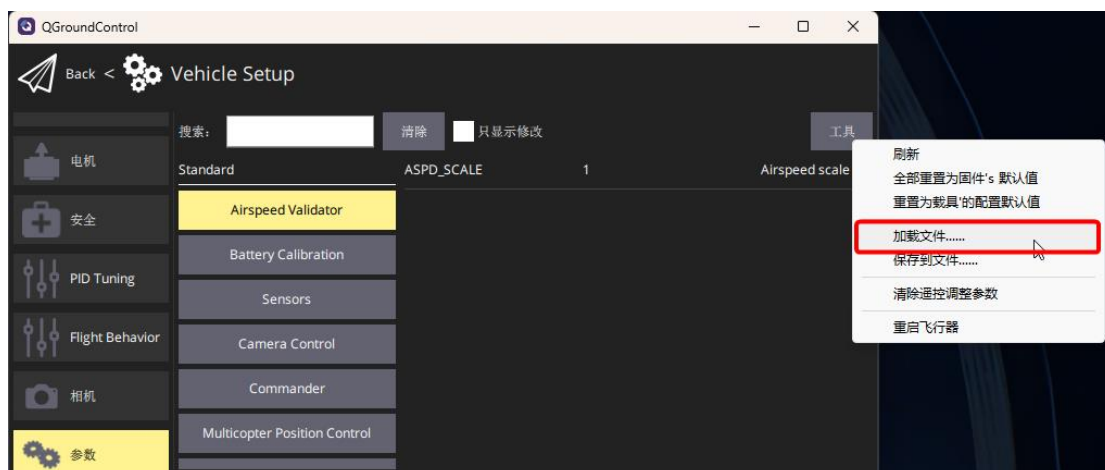 QGroundControl
Back < Vehicle Setup
搜索： 清除 只显示修改 工具
电机
安全
PID Tuning
Flight Behavior
相机
参数
Standard
Airspeed Validator
Battery Calibration
Sensors
Camera Control
Commander
Multicopter Position Control
ASPD_SCALE 1 Airspeed scale
刷新
全部重置为固件's 默认值
重置为载具'的配置默认值
加载文件......
保存到文件......
清除遥控调整参数
重启飞行器